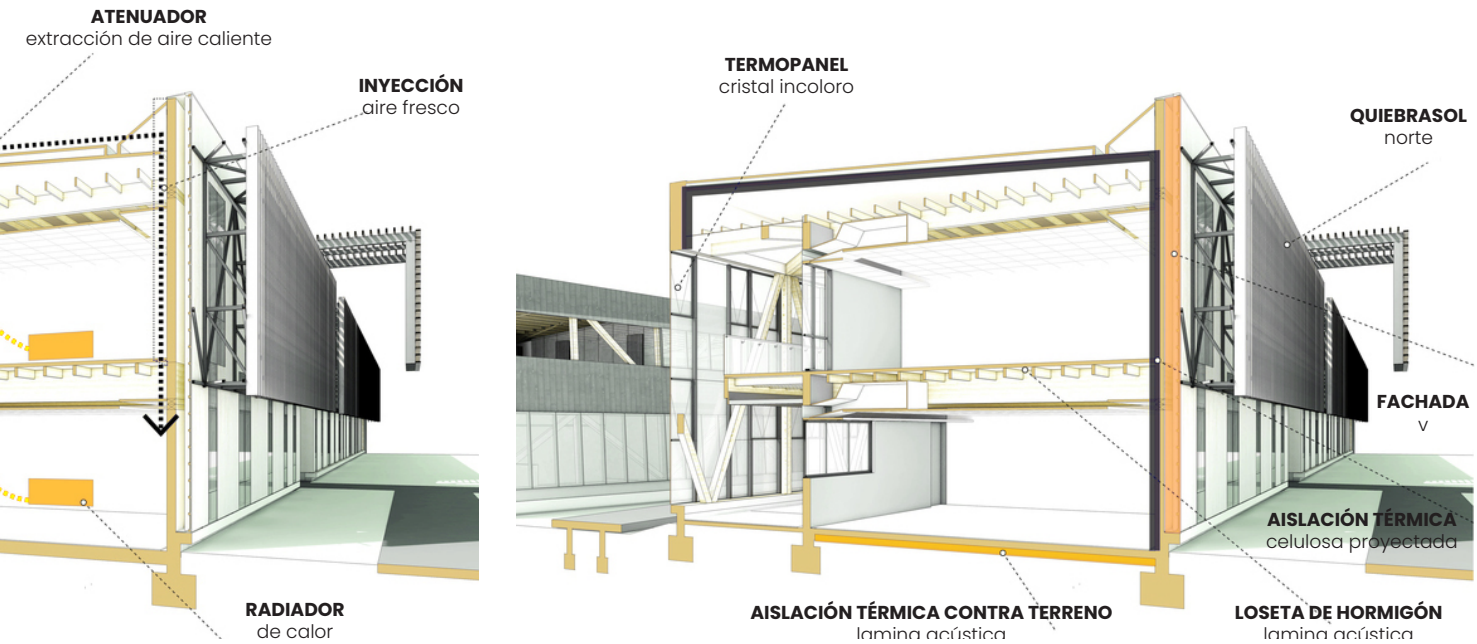 ATENUADOR
extracción de aire caliente
INYECCIÓN
aire fresco
RADIADOR
de calor
TERMOPANEL
cristal incoloro
QUIEBRASOL
norte
FACHADA
v
AISLACIÓN TÉRMICA
celulosa proyectada
AISLACIÓN TÉRMICA CONTRA TERRENO
lamina acústica
LOSETA DE HORMIGÓN
lamina acústica